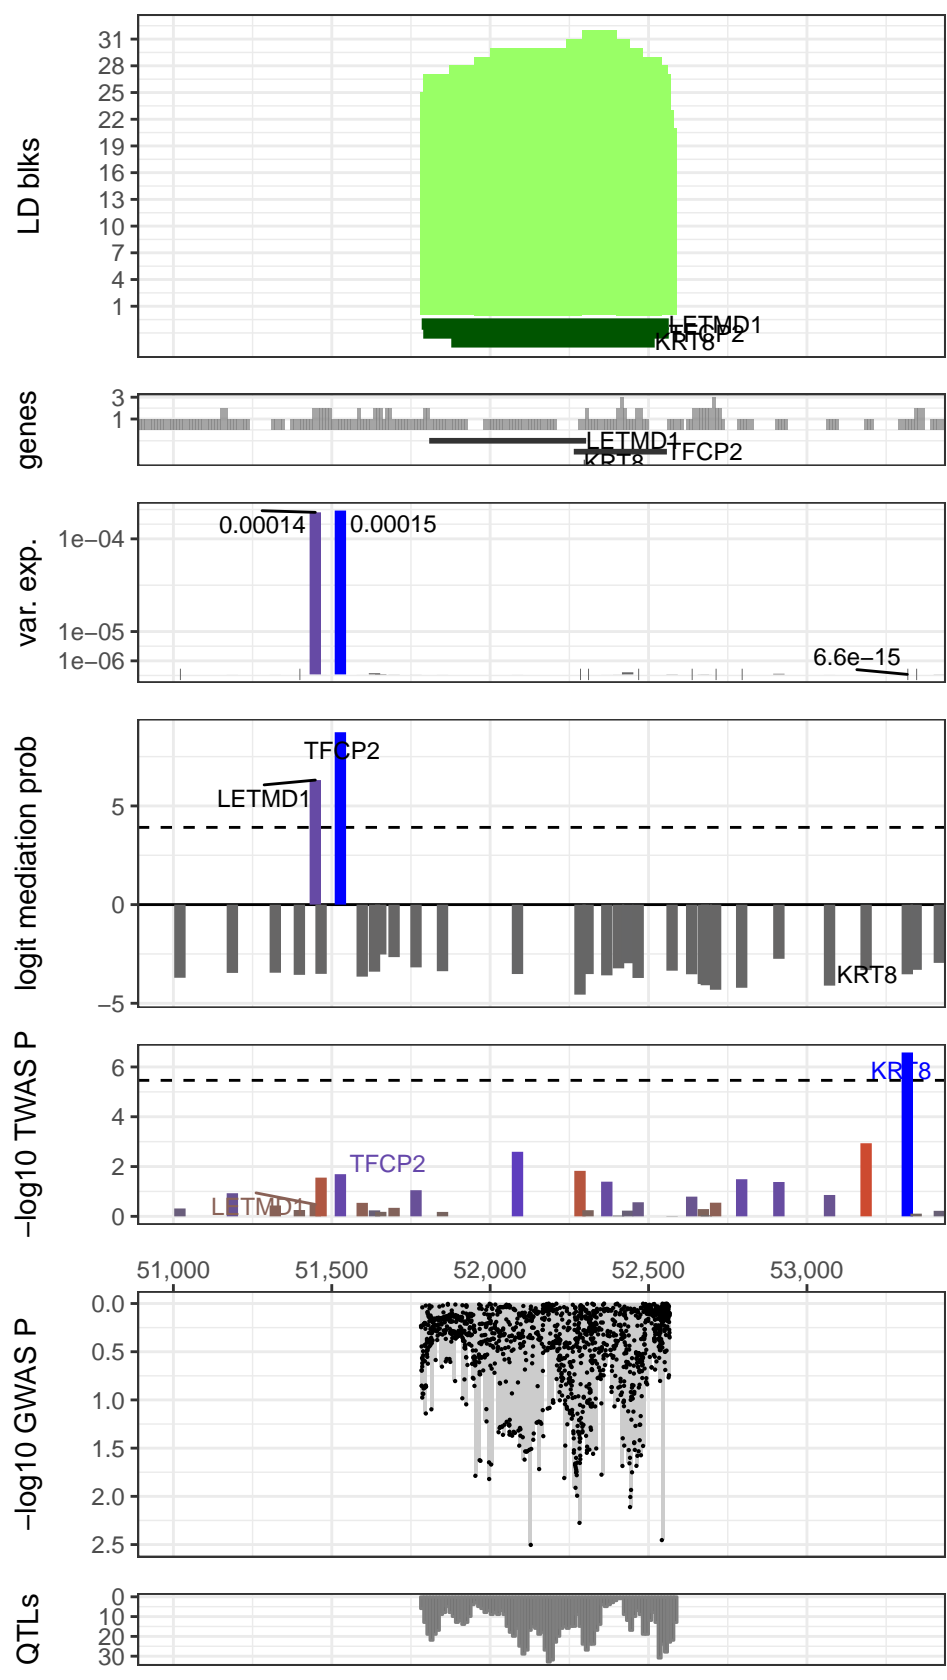 LD blks
31
28
25
22
19
16
13
10
7
4
1
LETMD1
TFCP2
KRT8
genes
3
1
LETMD1
TFCP2
KRT8
var. exp.
1e−04
1e−05
1e−06
0.00014
0.00015
6.6e−15
logit mediation prob
5
0
−5
TFCP2
LETMD1
KRT8
−log10 TWAS P
6
4
2
0
KRT8
TFCP2
LETMD1
51,000 51,500 52,000 52,500 53,000
−log10 GWAS P
0.0
0.5
1.0
1.5
2.0
2.5
QTLs
0
10
20
30